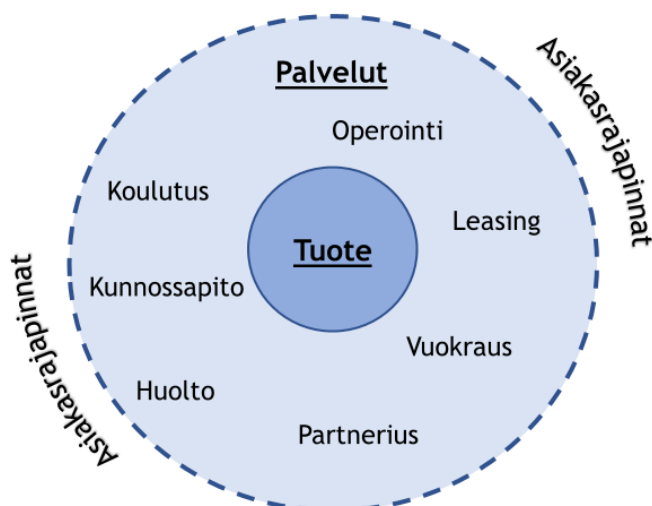 Palvelut
Asiakasrajapinnat
Operointi
Koulutus
Leasing
Tuote
Kunnossapito
Vuokraus
Asiakasrajapinnat
Huolto
Partnerius